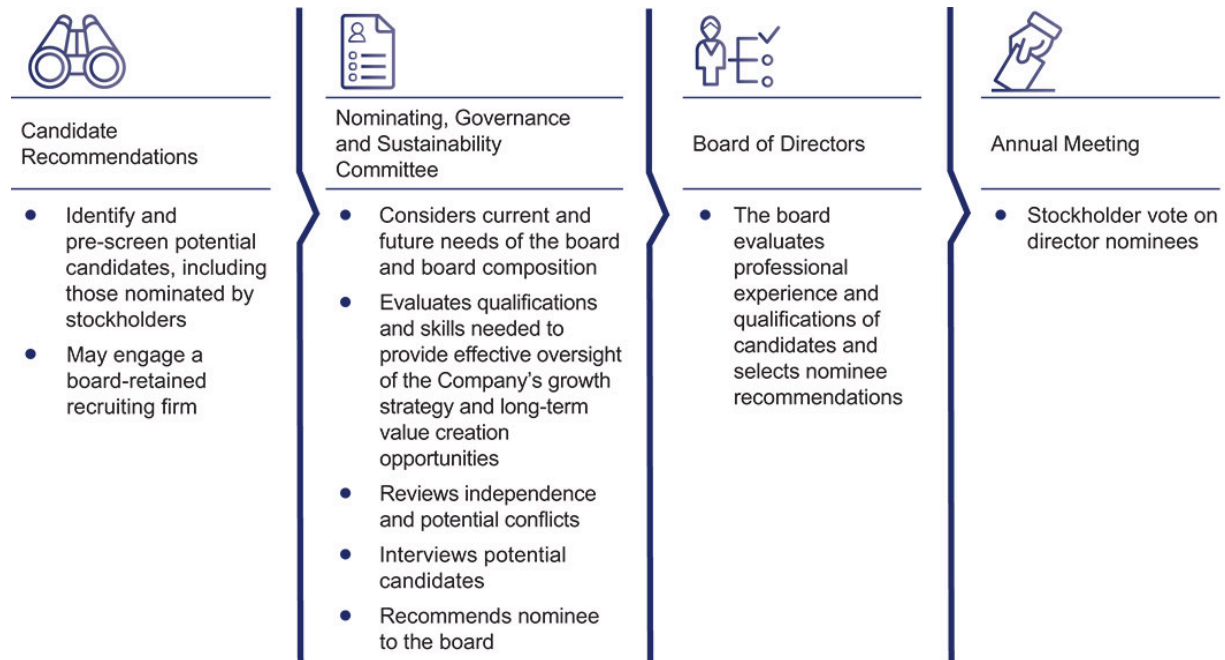 Candidate
Recommendations
● Identify and
pre-screen potential
candidates, including
those nominated by
stockholders
● May engage a
board-retained
recruiting firm
Nominating, Governance
and Sustainability
Committee
● Considers current and
future needs of the board
and board composition
● Evaluates qualifications
and skills needed to
provide effective oversight
of the Company’s growth
strategy and long-term
value creation
opportunities
● Reviews independence
and potential conflicts
● Interviews potential
candidates
● Recommends nominee
to the board
Board of Directors
● The board
evaluates
professional
experience and
qualifications of
candidates and
selects nominee
recommendations
Annual Meeting
● Stockholder vote on
director nominees